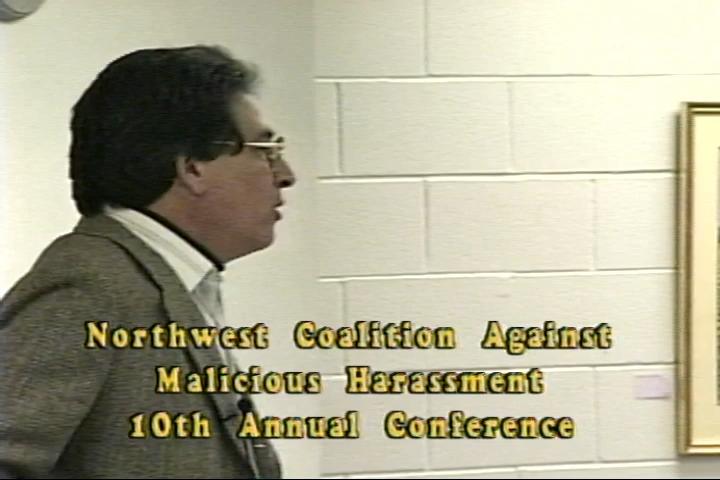 Northwest Coalition Against
Malicious Harassment
10th Annual Conference